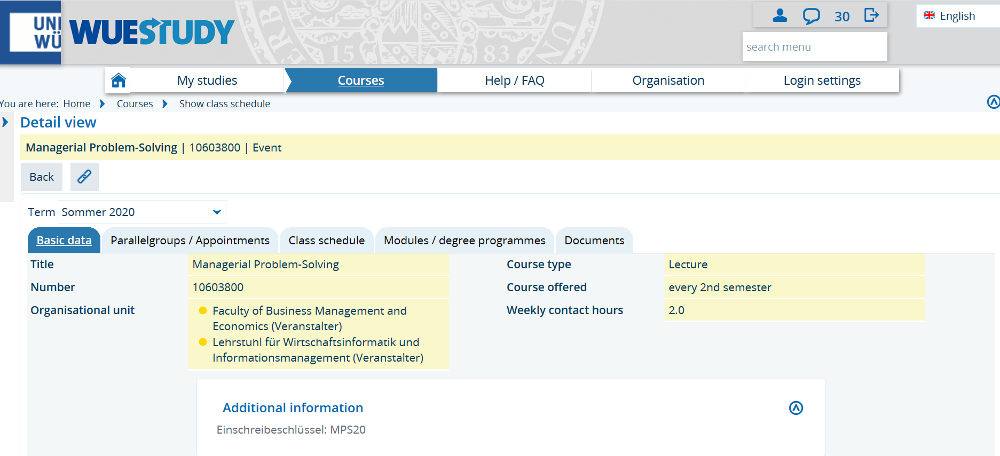 UNI
WÜ
WUESTUDY
15 83
30
English
search menu
My studies
Courses
Help / FAQ
Organisation
Login settings
You are here: Home Courses Show class schedule
Detail view
Managerial Problem-Solving | 10603800 | Event
Back
Term Sommer 2020
Basic data
Parallelgroups / Appointments
Class schedule
Modules / degree programmes
Documents
Title Managerial Problem-Solving
Course type Lecture
Number 10603800
Course offered every 2nd semester
Organisational unit
Faculty of Business Management and
Economics (Veranstalter)
Lehrstuhl für Wirtschaftsinformatik und
Informationsmanagement (Veranstalter)
Weekly contact hours 2.0
Additional information
Einschreibeschlüssel: MPS20